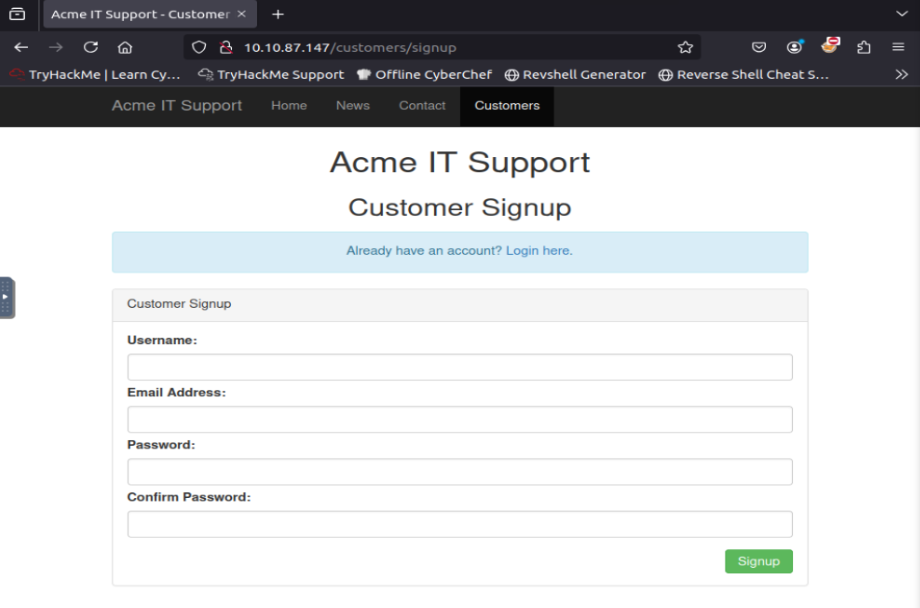 Acme IT Support - Customer
10.10.87.147/customers/signup
TryHackMe | Learn Cy... TryHackMe Support Offline CyberChef Revshell Generator Reverse Shell Cheat S...
Acme IT Support Home News Contact Customers
Acme IT Support
Customer Signup
Already have an account? Login here.
Customer Signup
Username:
Email Address:
Password:
Confirm Password:
Signup